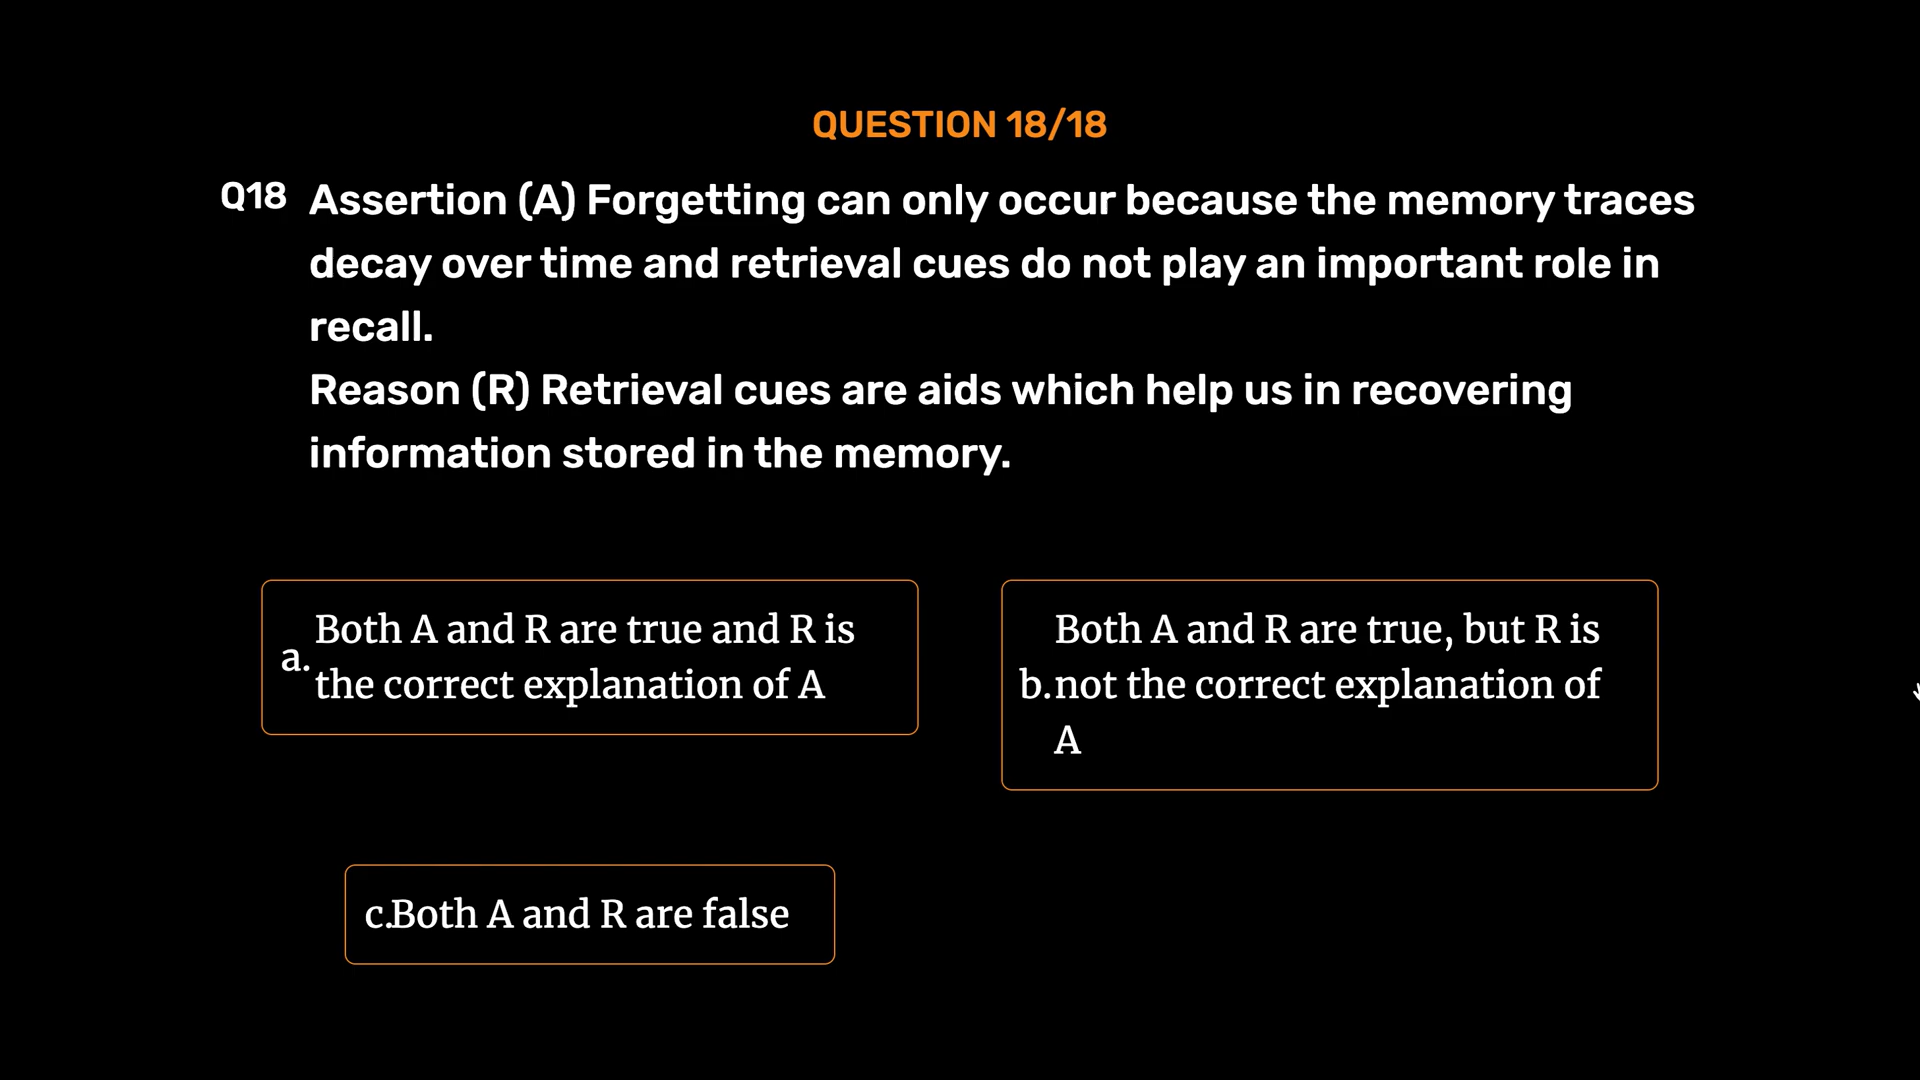 QUESTION 18/18
Q18 Assertion (A) Forgetting can only occur because the memory traces
decay over time and retrieval cues do not play an important role in
recall.
Reason (R) Retrieval cues are aids which help us in recovering
information stored in the memory.
a. Both A and R are true and R is
the correct explanation of A
b. Both A and R are true, but R is
not the correct explanation of
A
c. Both A and R are false